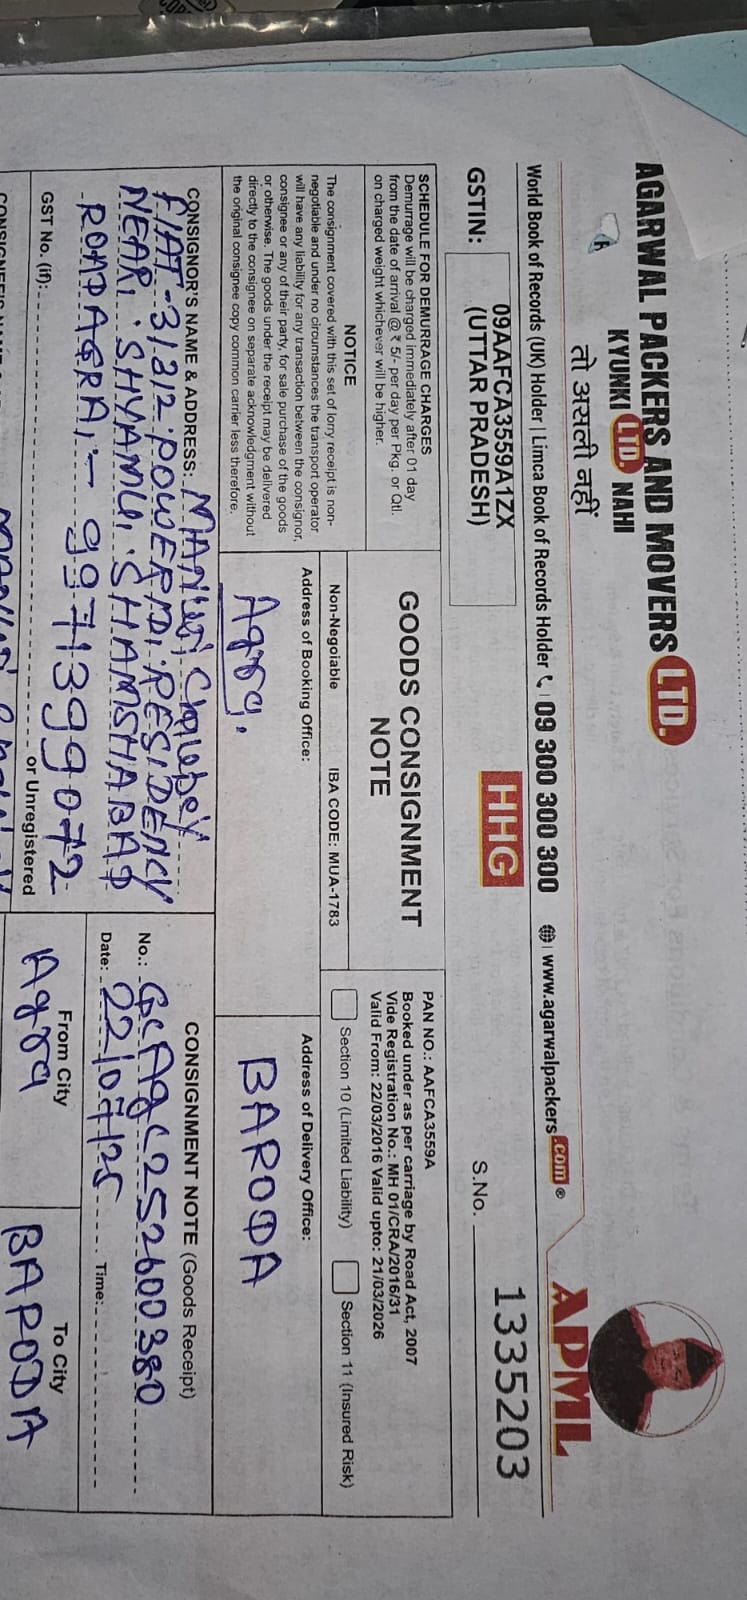 AGARWAL PACKERS AND MOVERS LTD.
KYUNKI LTD. NAHI
तो असली नहीं
APML
World Book of Records (UK) Holder | Limca Book of Records Holder | 09 300 300 300 | www.agarwalpackers.com®
GSTIN: 09AAFCA3559A1ZX
(UTTAR PRADESH)
HHG
S.No. 1335203
SCHEDULE FOR DEMURRAGE CHARGES
Demurrage will be charged immediately after 01 day
from the date of arrival @ ₹ 5/- per day per Pkg. or Qtl.
on charged weight whichever will be higher.
GOODS CONSIGNMENT
NOTE
PAN NO.: AAFCA3559A
Booked under as per carriage by Road Act, 2007
Vide Registration No.: MH 01/CRA/2016/31
Valid From: 22/03/2016 Valid upto: 21/03/2026
NOTICE
The consignment covered with this set of lorry receipt is non-
negotiable and under no circumstances the transport operator
will have any liability for any transaction between the consignor,
consignee or any of their party, for sale purchase of the goods
or otherwise. The goods under the receipt may be delivered
directly to the consignee on separate acknowledgment without
the original consignee copy common carrier less therefore.
Non-Negoiable IBA CODE: MUA-1783
Section 10 (Limited Liability) Section 11 (Insured Risk)
Address of Booking Office:
Agra.
Address of Delivery Office:
BARODA
CONSIGNOR'S NAME & ADDRESS:
FlAT-31,212. POWER RESIDENCY
NEAR. SHYAMJI. SHAMSHABAD
ROAD AGRA,- 9971399072
GST No. (if): or Unregistered
CONSIGNMENT NOTE (Goods Receipt)
No.: GCAgC252600380
Date: 22/07/25 Time:
From City
Agra
To City
BARODA